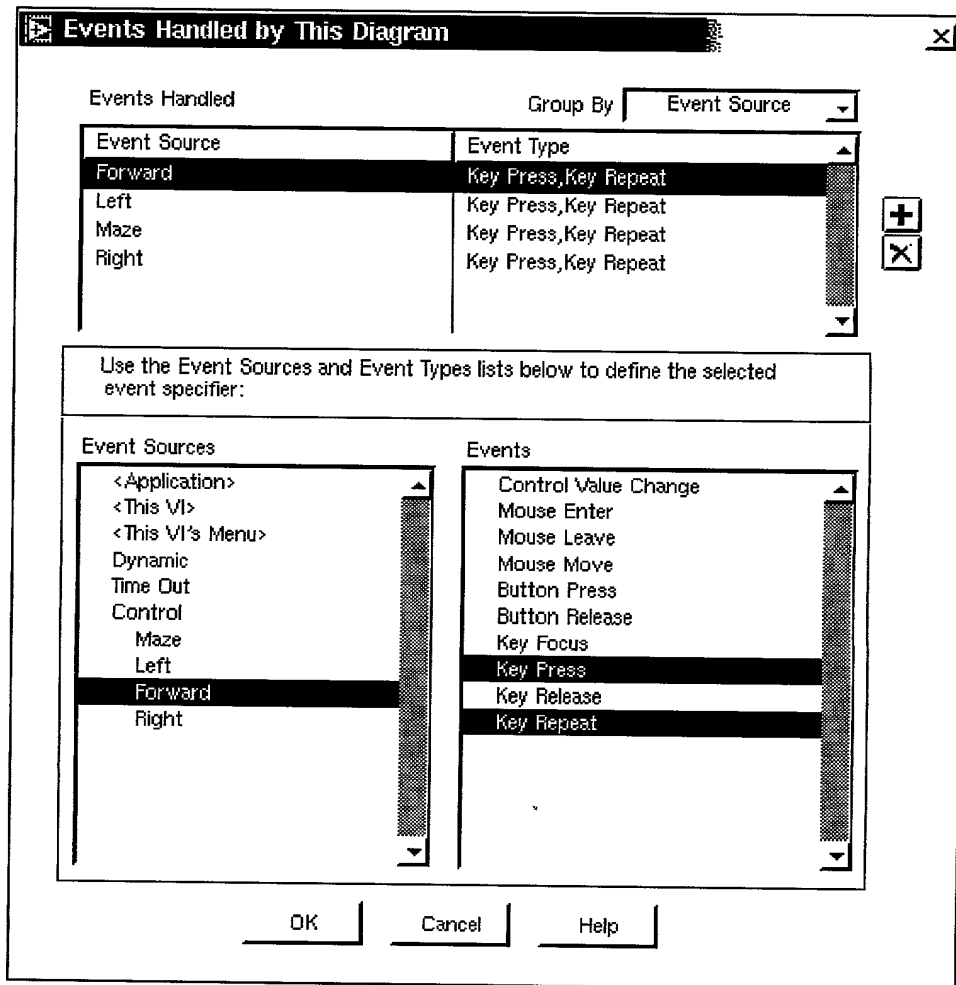 Events Handled by This Diagram
Events Handled
Group By Event Source
Event Source Event Type
Forward Key Press,Key Repeat
Left Key Press,Key Repeat
Maze Key Press,Key Repeat
Right Key Press,Key Repeat
Use the Event Sources and Event Types lists below to define the selected
event specifier:
Event Sources
<Application>
<This VI>
<This VI's Menu>
Dynamic
Time Out
Control
Maze
Left
Forward
Right
Events
Control Value Change
Mouse Enter
Mouse Leave
Mouse Move
Button Press
Button Release
Key Focus
Key Press
Key Release
Key Repeat
OK Cancel Help